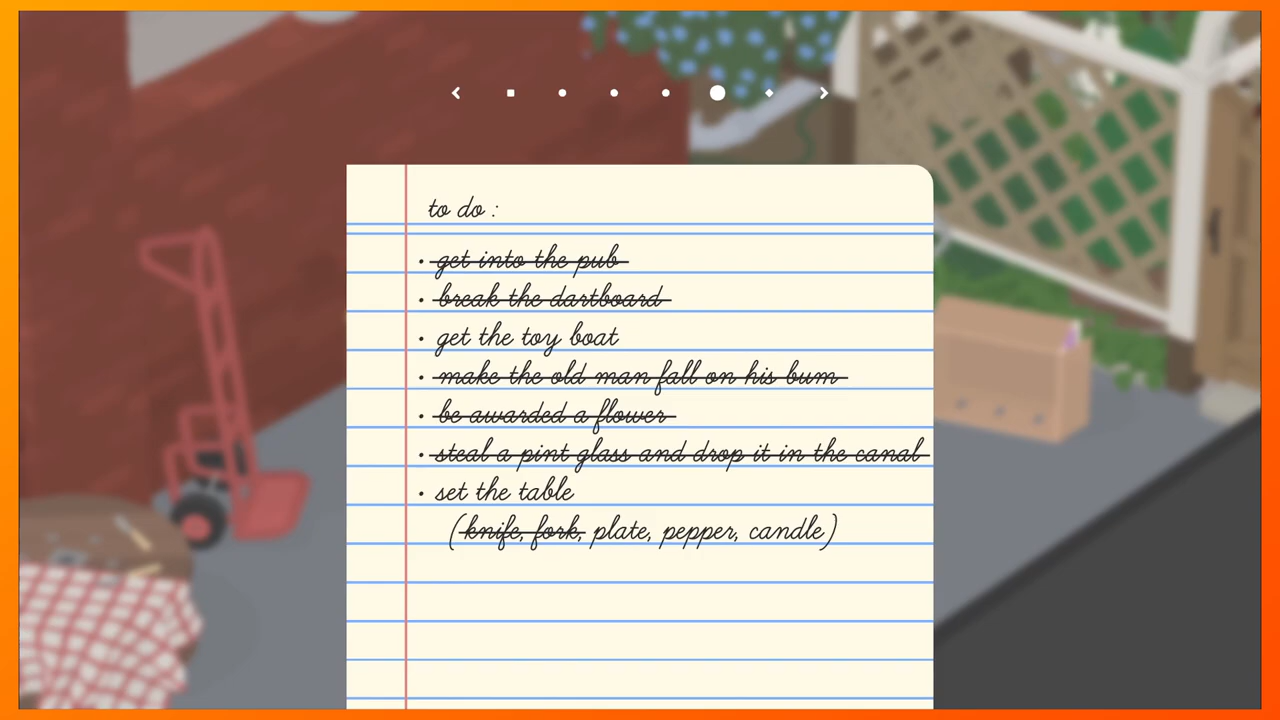 to do :
• get into the pub
• break the dartboard
• get the toy boat
• make the old man fall on his bum
• be awarded a flower
• steal a pint glass and drop it in the canal
• set the table
(knife, fork, plate, pepper, candle)